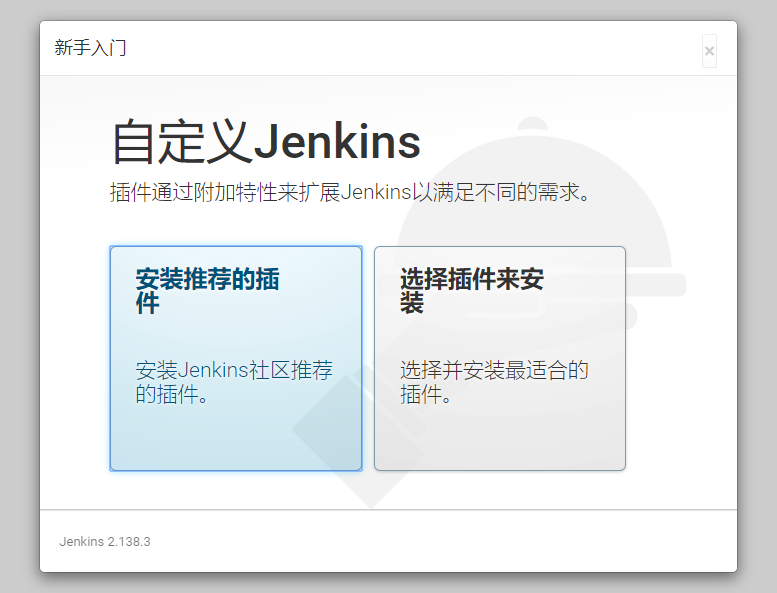 新手入门
×
自定义Jenkins
插件通过附加特性来扩展Jenkins以满足不同的需求。
安装推荐的插
件
安装Jenkins社区推荐
的插件。
选择插件来安
装
选择并安装最适合的
插件。
Jenkins 2.138.3